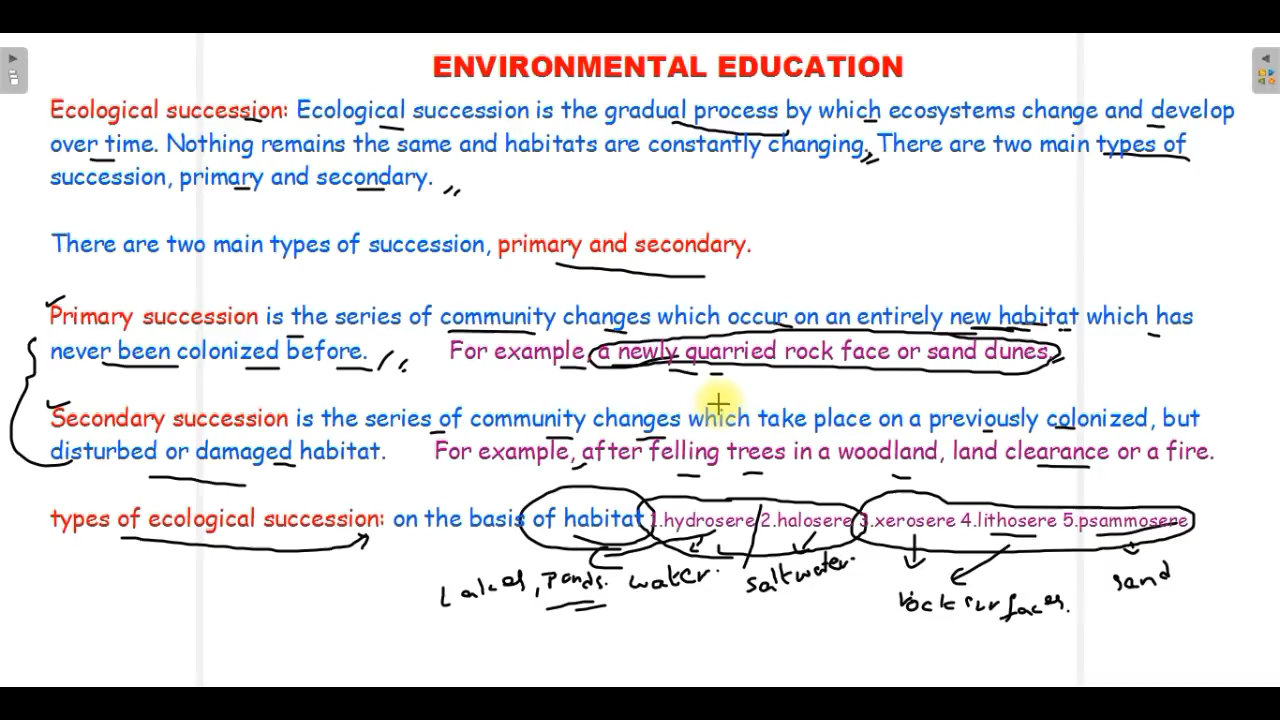 ENVIRONMENTAL EDUCATION
Ecological succession: Ecological succession is the gradual process by which ecosystems change and develop
over time. Nothing remains the same and habitats are constantly changing. There are two main types of
succession, primary and secondary.
There are two main types of succession, primary and secondary.
Primary succession is the series of community changes which occur on an entirely new habitat which has
never been colonized before. For example, a newly quarried rock face or sand dunes.
Secondary succession is the series of community changes which take place on a previously colonized, but
disturbed or damaged habitat. For example, after felling trees in a woodland, land clearance or a fire.
types of ecological succession: on the basis of habitat 1.hydrosere 2.halosere 3.xerosere 4.lithosere 5.psammosere
Lakes, Ponds. water. saltwater. rock surfaces. sand